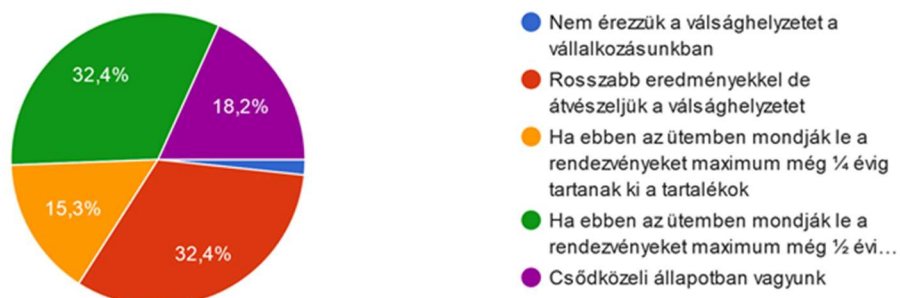 32,4%
18,2%
15,3%
32,4%
Nem érezzük a válsághelyzetet a
vállalkozásunkban
Rosszabb eredményekkel de
átvészeljük a válsághelyzetet
Ha ebben az ütemben mondják le a
rendezvényeket maximum még ¼ évig
tartanak ki a tartalékok
Ha ebben az ütemben mondják le a
rendezvényeket maximum még ½ évi…
Csődközeli állapotban vagyunk